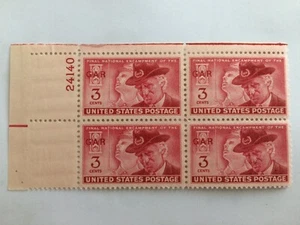 24140
FINAL NATIONAL ENCAMPMENT OF THE
GAR
3
CENTS
UNITED STATES POSTAGE
FINAL NATIONAL ENCAMPMENT OF THE
GAR
3
CENTS
UNITED STATES POSTAGE
FINAL NATIONAL ENCAMPMENT OF THE
GAR
3
CENTS
UNITED STATES POSTAGE
FINAL NATIONAL ENCAMPMENT OF THE
GAR
3
CENTS
UNITED STATES POSTAGE